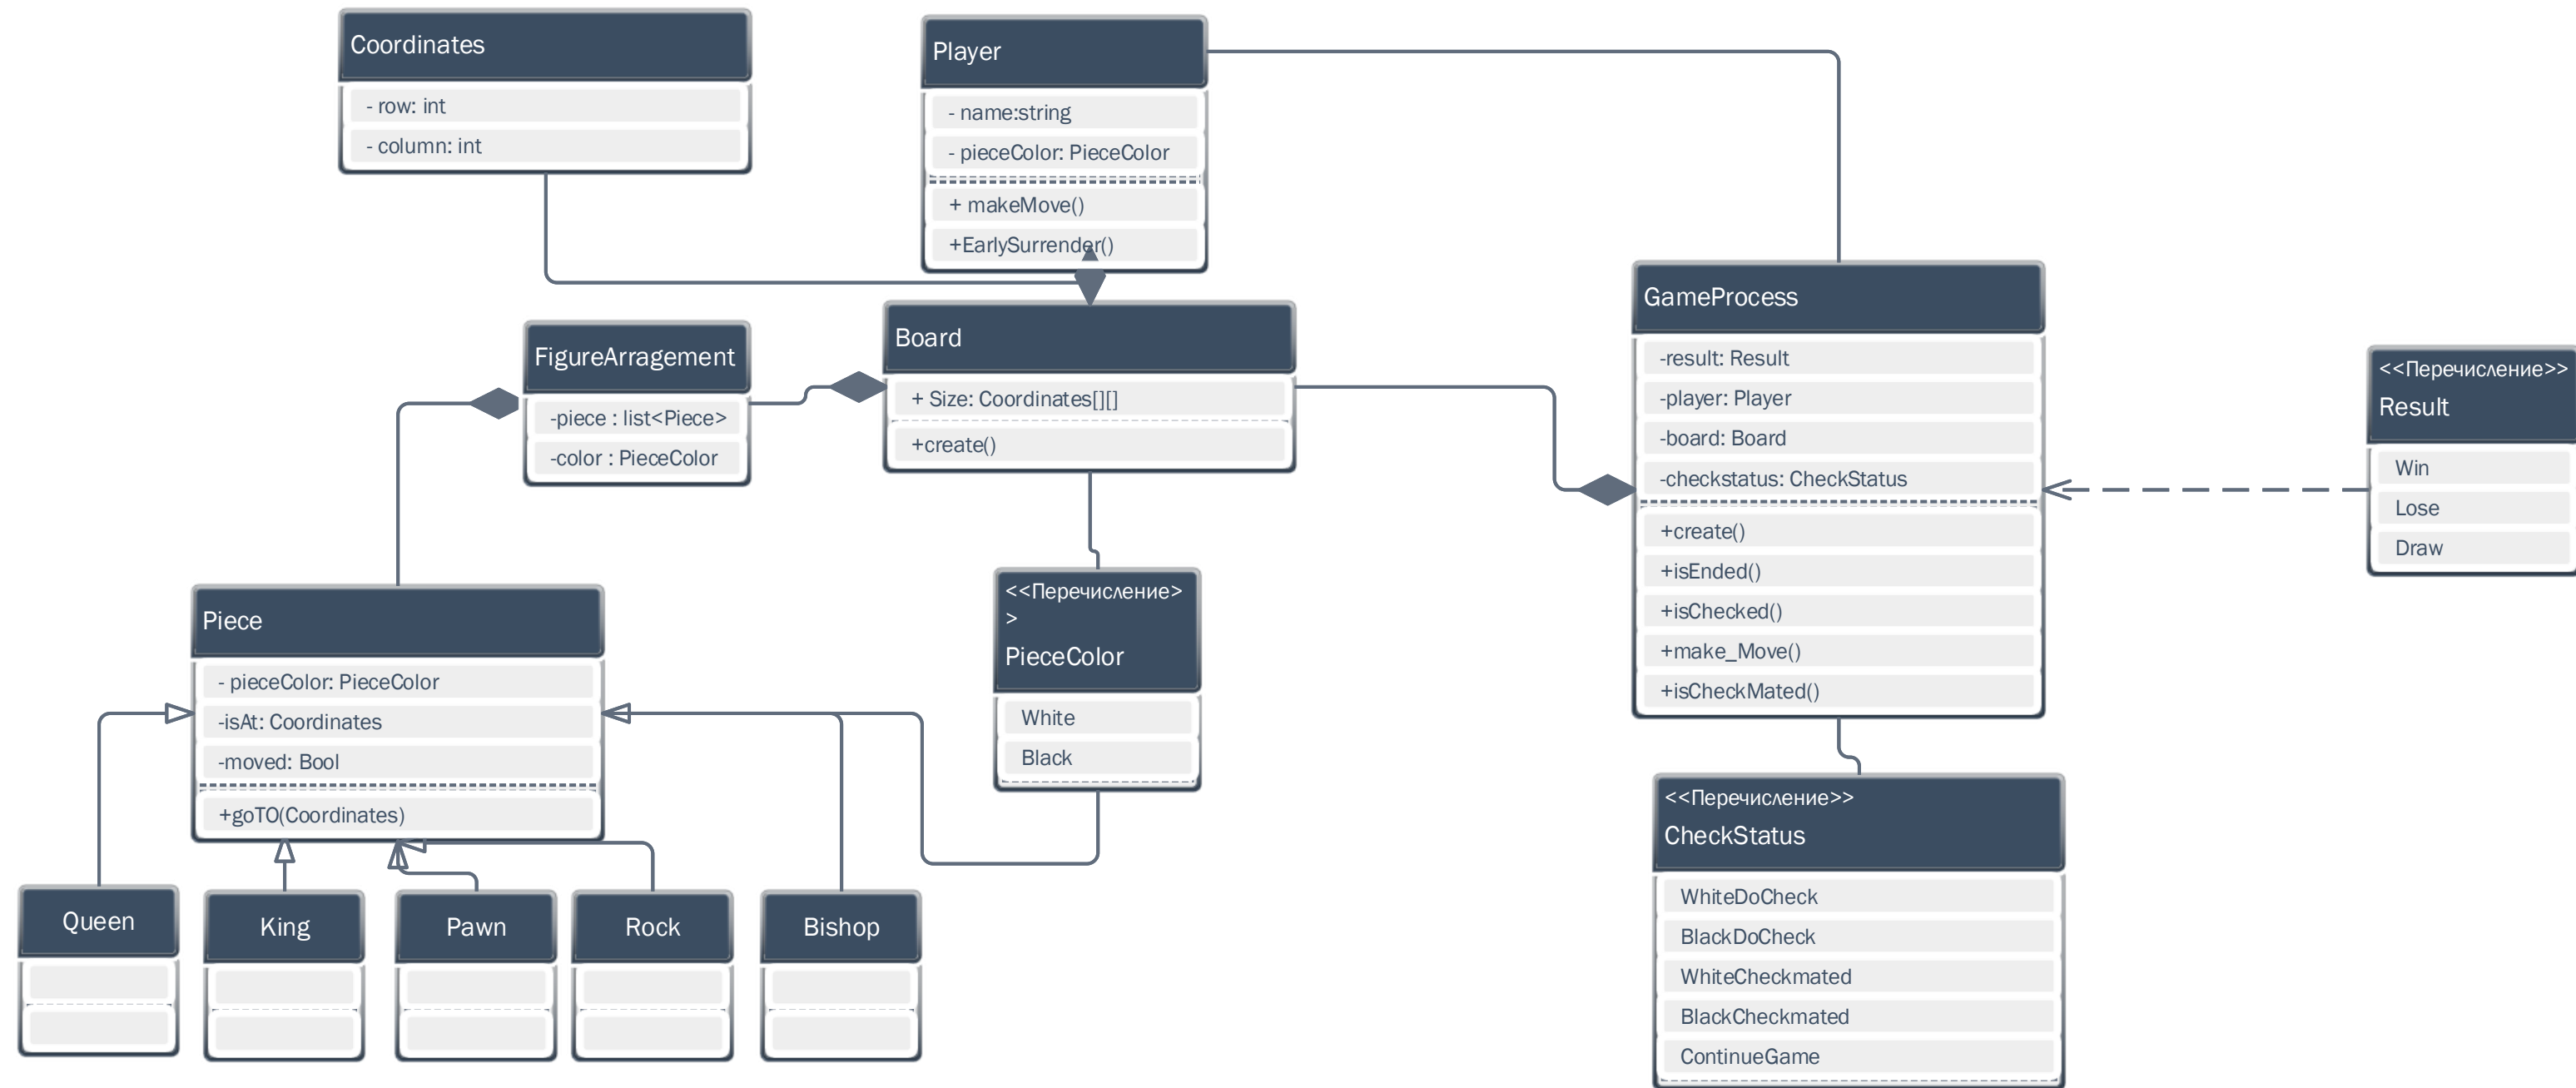 Coordinates
- row: int
- column: int
Player
- name:string
- pieceColor: PieceColor
+ makeMove()
+EarlySurrender()
FigureArragement
-piece : list<Piece>
-color : PieceColor
Board
+ Size: Coordinates[][]
+create()
GameProcess
-result: Result
-player: Player
-board: Board
-checkstatus: CheckStatus
+create()
+isEnded()
+isChecked()
+make_Move()
+isCheckMated()
<<Перечисление>>
Result
Win
Lose
Draw
Piece
- pieceColor: PieceColor
-isAt: Coordinates
-moved: Bool
+goTO(Coordinates)
<<Перечисление>
>
PieceColor
White
Black
<<Перечисление>>
CheckStatus
WhiteDoCheck
BlackDoCheck
WhiteCheckmated
BlackCheckmated
ContinueGame
Queen
King
Pawn
Rock
Bishop